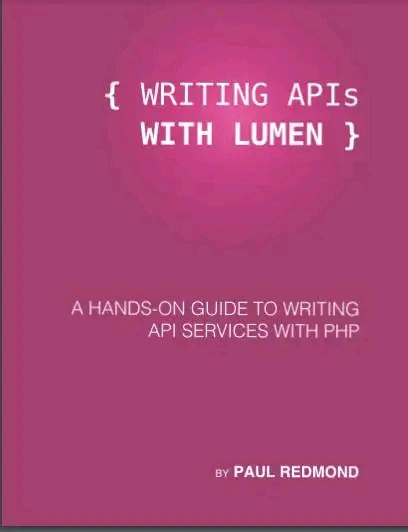 { WRITING APIs
WITH LUMEN }
A HANDS-ON GUIDE TO WRITING
API SERVICES WITH PHP
BY PAUL REDMOND